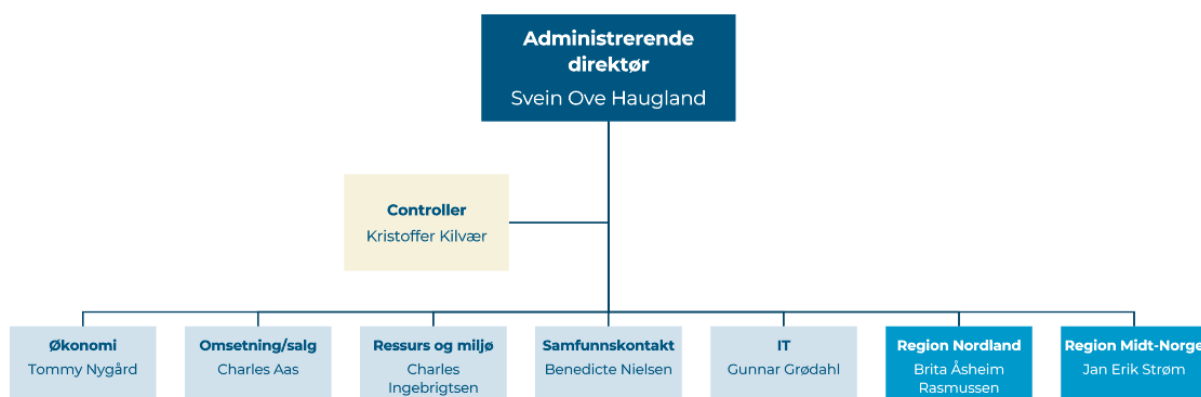 Administrerende
direktør
Svein Ove Haugland
Controller
Kristoffer Kilvær
Økonomi
Tommy Nygård
Omsetning/salg
Charles Aas
Ressurs og miljø
Charles
Ingebrigtsen
Samfunnskontakt
Benedicte Nielsen
IT
Gunnar Grødahl
Region Nordland
Brita Åsheim
Rasmussen
Region Midt-Norge
Jan Erik Strøm